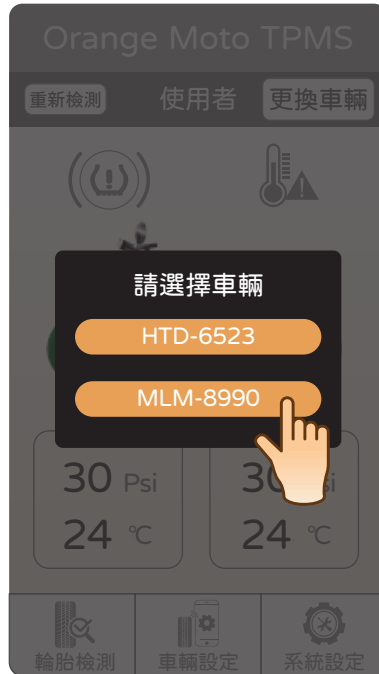 Orange Moto TPMS
重新檢測 使用者 更換車輛
請選擇車輛
HTD-6523
MLM-8990
30 Psi 30 si
24 °C 24 °C
輪胎檢測 車輛設定 系統設定